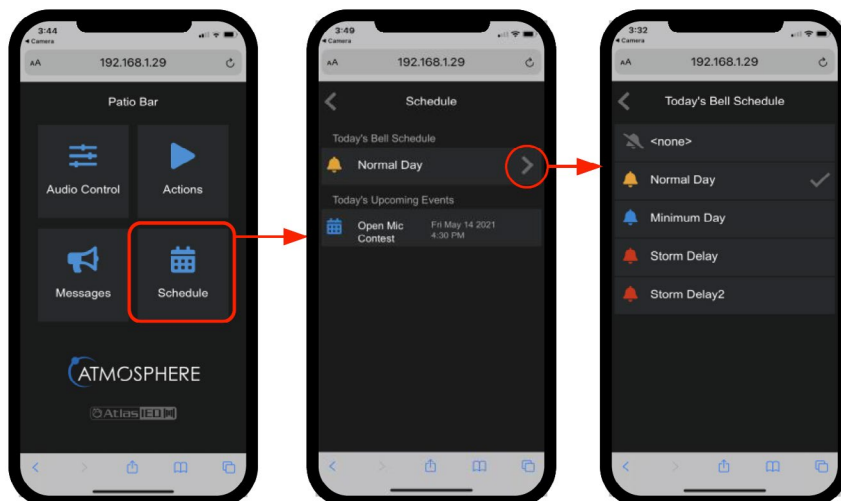 3:44
Camera
AA 192.168.1.29
Patio Bar
Audio Control
Actions
Messages
Schedule
ATMOSPHERE
AtlasIED
3:49
Camera
AA 192.168.1.29
Schedule
Today's Bell Schedule
Normal Day
Today's Upcoming Events
Open Mic
Contest
Fri May 14 2021
4:30 PM
3:32
Camera
AA 192.168.1.29
Today's Bell Schedule
<none>
Normal Day
Minimum Day
Storm Delay
Storm Delay2